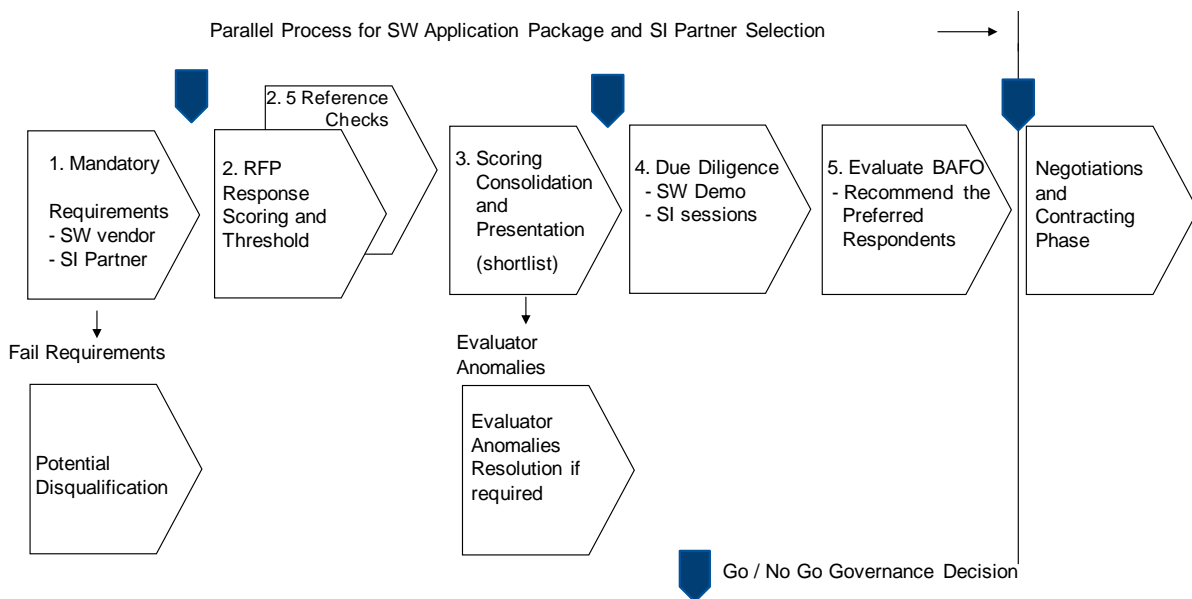 Parallel Process for SW Application Package and SI Partner Selection
2. 5 Reference
Checks
1. Mandatory
Requirements
- SW vendor
- SI Partner
2. RFP
Response
Scoring and
Threshold
3. Scoring
Consolidation
and
Presentation
(shortlist)
4. Due Diligence
- SW Demo
- SI sessions
5. Evaluate BAFO
- Recommend the
Preferred
Respondents
Negotiations
and
Contracting
Phase
Fail Requirements
Potential
Disqualification
Evaluator
Anomalies
Evaluator
Anomalies
Resolution if
required
Go / No Go Governance Decision